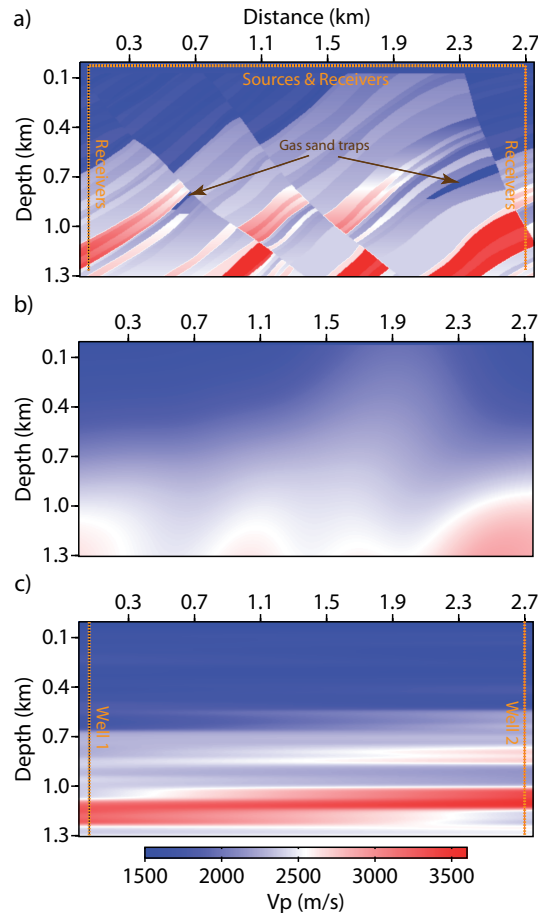 Distance (km)
a)
0.3 0.7 1.1 1.5 1.9 2.3 2.7
0.1
0.4
0.7
1.0
1.3
Depth (km)
Sources & Receivers
Receivers
Gas sand traps
Receivers
b)
0.3 0.7 1.1 1.5 1.9 2.3 2.7
0.1
0.4
0.7
1.0
1.3
Depth (km)
c)
0.3 0.7 1.1 1.5 1.9 2.3 2.7
0.1
0.4
0.7
1.0
1.3
Depth (km)
Well 1
Well 2
1500 2000 2500 3000 3500
Vp (m/s)